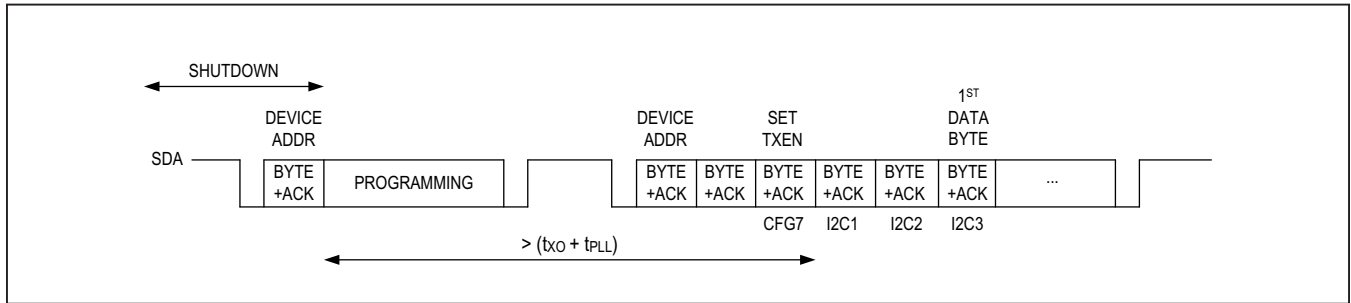 SHUTDOWN
DEVICE
ADDR
DEVICE
ADDR
SET
TXEN
1ST
DATA
BYTE
SDA
BYTE
+ACK
PROGRAMMING
BYTE
+ACK
BYTE
+ACK
BYTE
+ACK
BYTE
+ACK
BYTE
+ACK
BYTE
+ACK
...
CFG7
I2C1
I2C2
I2C3
> (tXO + tPLL)